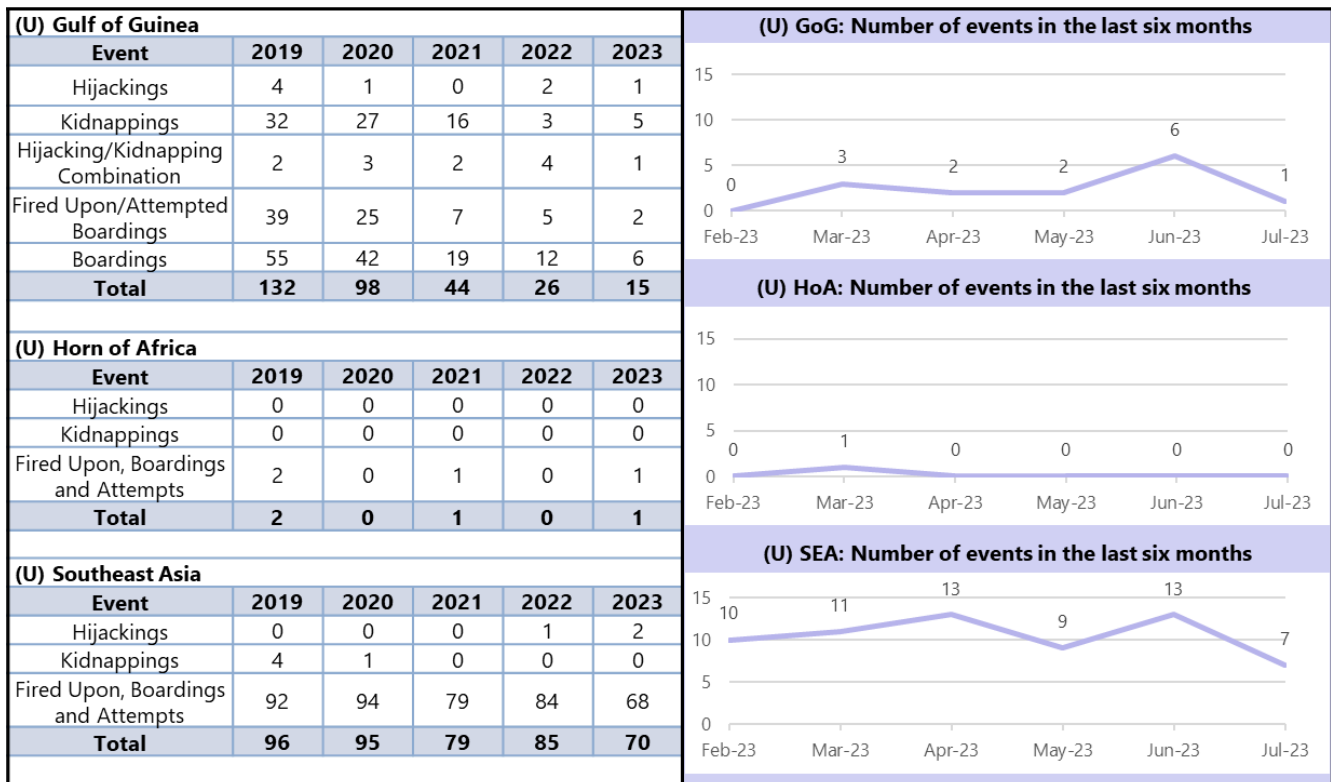 (U) Gulf of Guinea
Event 2019 2020 2021 2022 2023
Hijackings 4 1 0 2 1
Kidnappings 32 27 16 3 5
Hijacking/Kidnapping
Combination 2 3 2 4 1
Fired Upon/Attempted
Boardings 39 25 7 5 2
Boardings 55 42 19 12 6
Total 132 98 44 26 15
(U) Horn of Africa
Event 2019 2020 2021 2022 2023
Hijackings 0 0 0 0 0
Kidnappings 0 0 0 0 0
Fired Upon, Boardings
and Attempts 2 0 1 0 1
Total 2 0 1 0 1
(U) Southeast Asia
Event 2019 2020 2021 2022 2023
Hijackings 0 0 0 1 2
Kidnappings 4 1 0 0 0
Fired Upon, Boardings
and Attempts 92 94 79 84 68
Total 96 95 79 85 70
(U) GoG: Number of events in the last six months
15
10
5
0
0 3 2 2 6 1
Feb-23 Mar-23 Apr-23 May-23 Jun-23 Jul-23
(U) HoA: Number of events in the last six months
15
10
5
0
0 1 0 0 0 0
Feb-23 Mar-23 Apr-23 May-23 Jun-23 Jul-23
(U) SEA: Number of events in the last six months
15
10
5
0
10 11 13 9 13 7
Feb-23 Mar-23 Apr-23 May-23 Jun-23 Jul-23